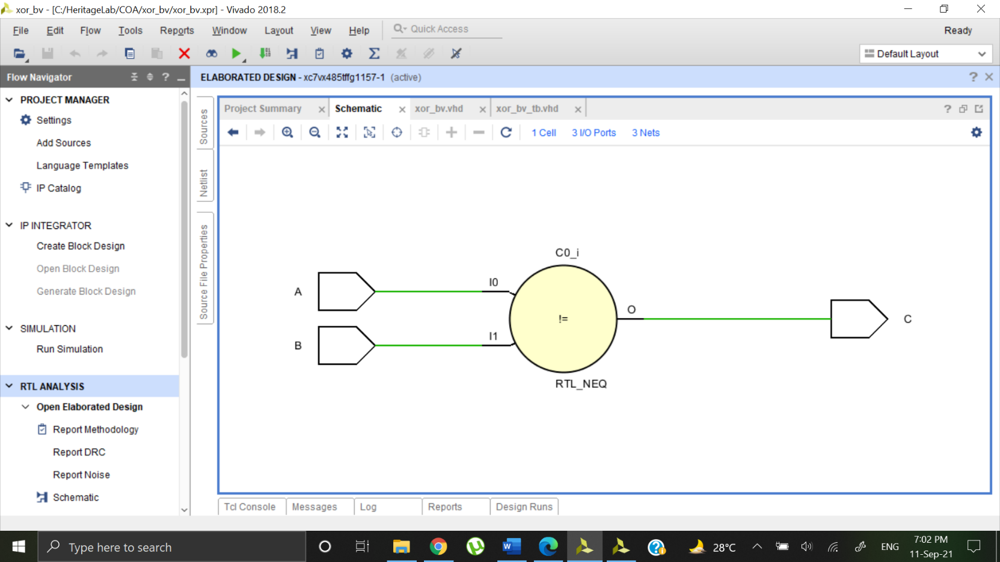 xor_bv - [C:/HeritageLab/COA/xor_bv/xor_bv.xpr] - Vivado 2018.2
File Edit Flow Tools Reports Window Layout View Help Quick Access Ready
Default Layout
Flow Navigator
ELABORATED DESIGN - xc7vx485tffg1157-1 (active)
PROJECT MANAGER
Settings
Add Sources
Language Templates
IP Catalog
IP INTEGRATOR
Create Block Design
Open Block Design
Generate Block Design
SIMULATION
Run Simulation
RTL ANALYSIS
Open Elaborated Design
Report Methodology
Report DRC
Report Noise
Schematic
Sources
Netlist
Source File Properties
Project Summary Schematic xor_bv.vhd xor_bv_tb.vhd
1 Cell 3 I/O Ports 3 Nets
C0_i
A I0
!=
O C
B I1
RTL_NEQ
Tcl Console Messages Log Reports Design Runs
Type here to search
28°C ENG 7:02 PM
11-Sep-21